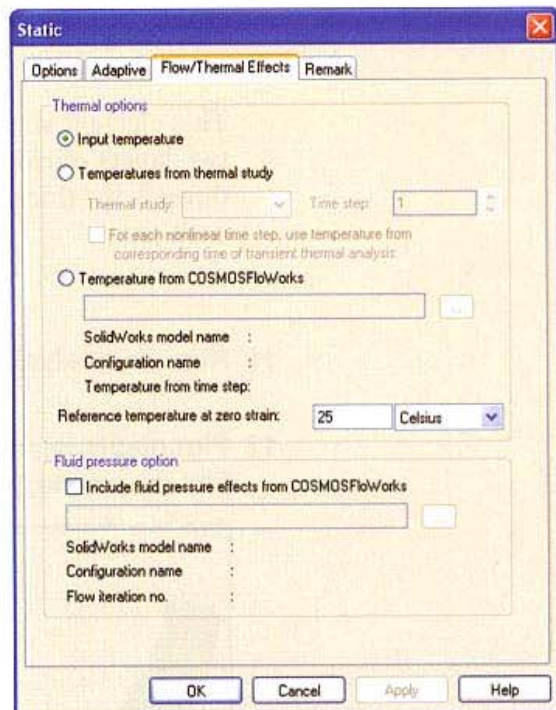 Static
Options Adaptive Flow/Thermal Effects Remark
Thermal options
Input temperature
Temperatures from thermal study
Thermal study: Time step: 1
For each nonlinear time step, use temperature from
corresponding time of transient thermal analysis
Temperature from COSMOSFloWorks
...
SolidWorks model name :
Configuration name :
Temperature from time step:
Reference temperature at zero strain: 25 Celsius
Fluid pressure option
Include fluid pressure effects from COSMOSFloWorks
SolidWorks model name :
Configuration name :
Flow iteration no. :
OK Cancel Apply Help